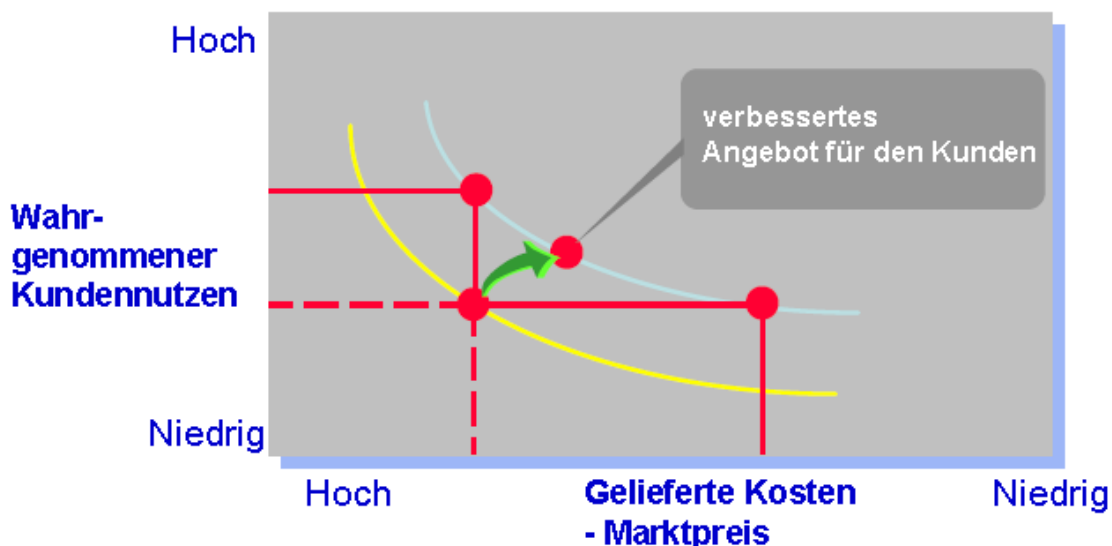 Hoch
verbessertes
Angebot für den Kunden
Wahr-
genommener
Kundennutzen
Niedrig
Hoch
Gelieferte Kosten
- Marktpreis
Niedrig